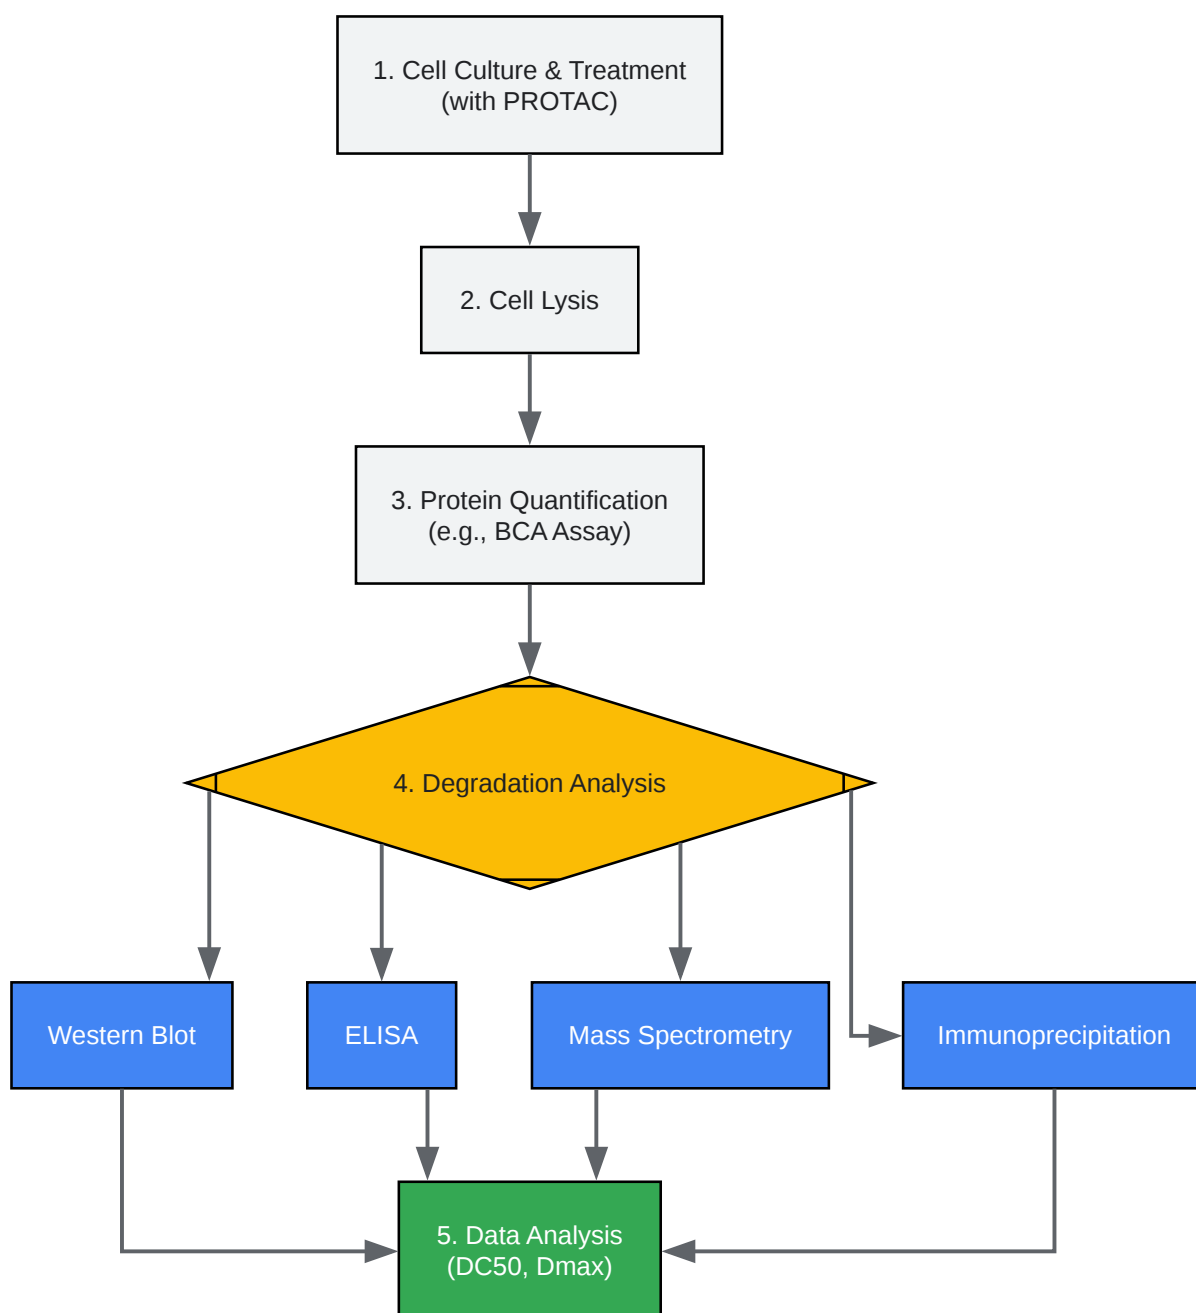 1. Cell Culture & Treatment
(with PROTAC)
2. Cell Lysis
3. Protein Quantification
(e.g., BCA Assay)
4. Degradation Analysis
Western Blot
ELISA
Mass Spectrometry
Immunoprecipitation
5. Data Analysis
(DC50, Dmax)